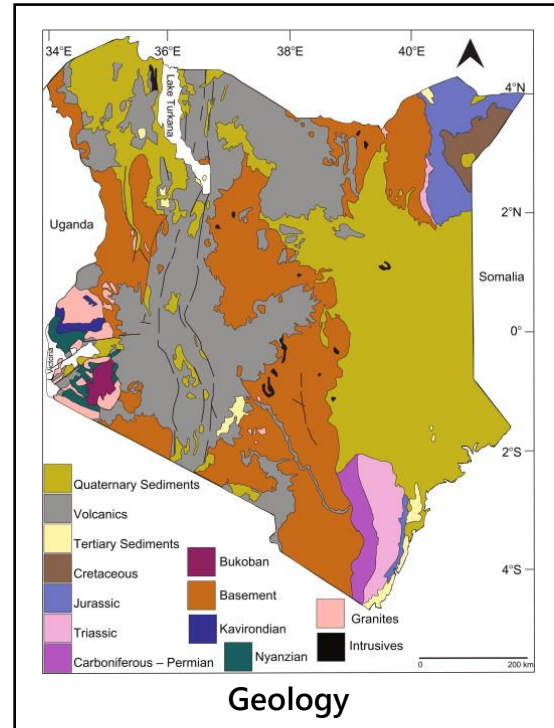 34°E 36°E 38°E 40°E
Lake Turkana
4°N
Uganda
2°N
Somalia
0°
Victoria
2°S
4°S
Quaternary Sediments
Volcanics
Tertiary Sediments
Cretaceous
Jurassic
Triassic
Carboniferous – Permian
Bukoban
Basement
Kavirondian
Nyanzian
Granites
Intrusives
0 200 km
Geology